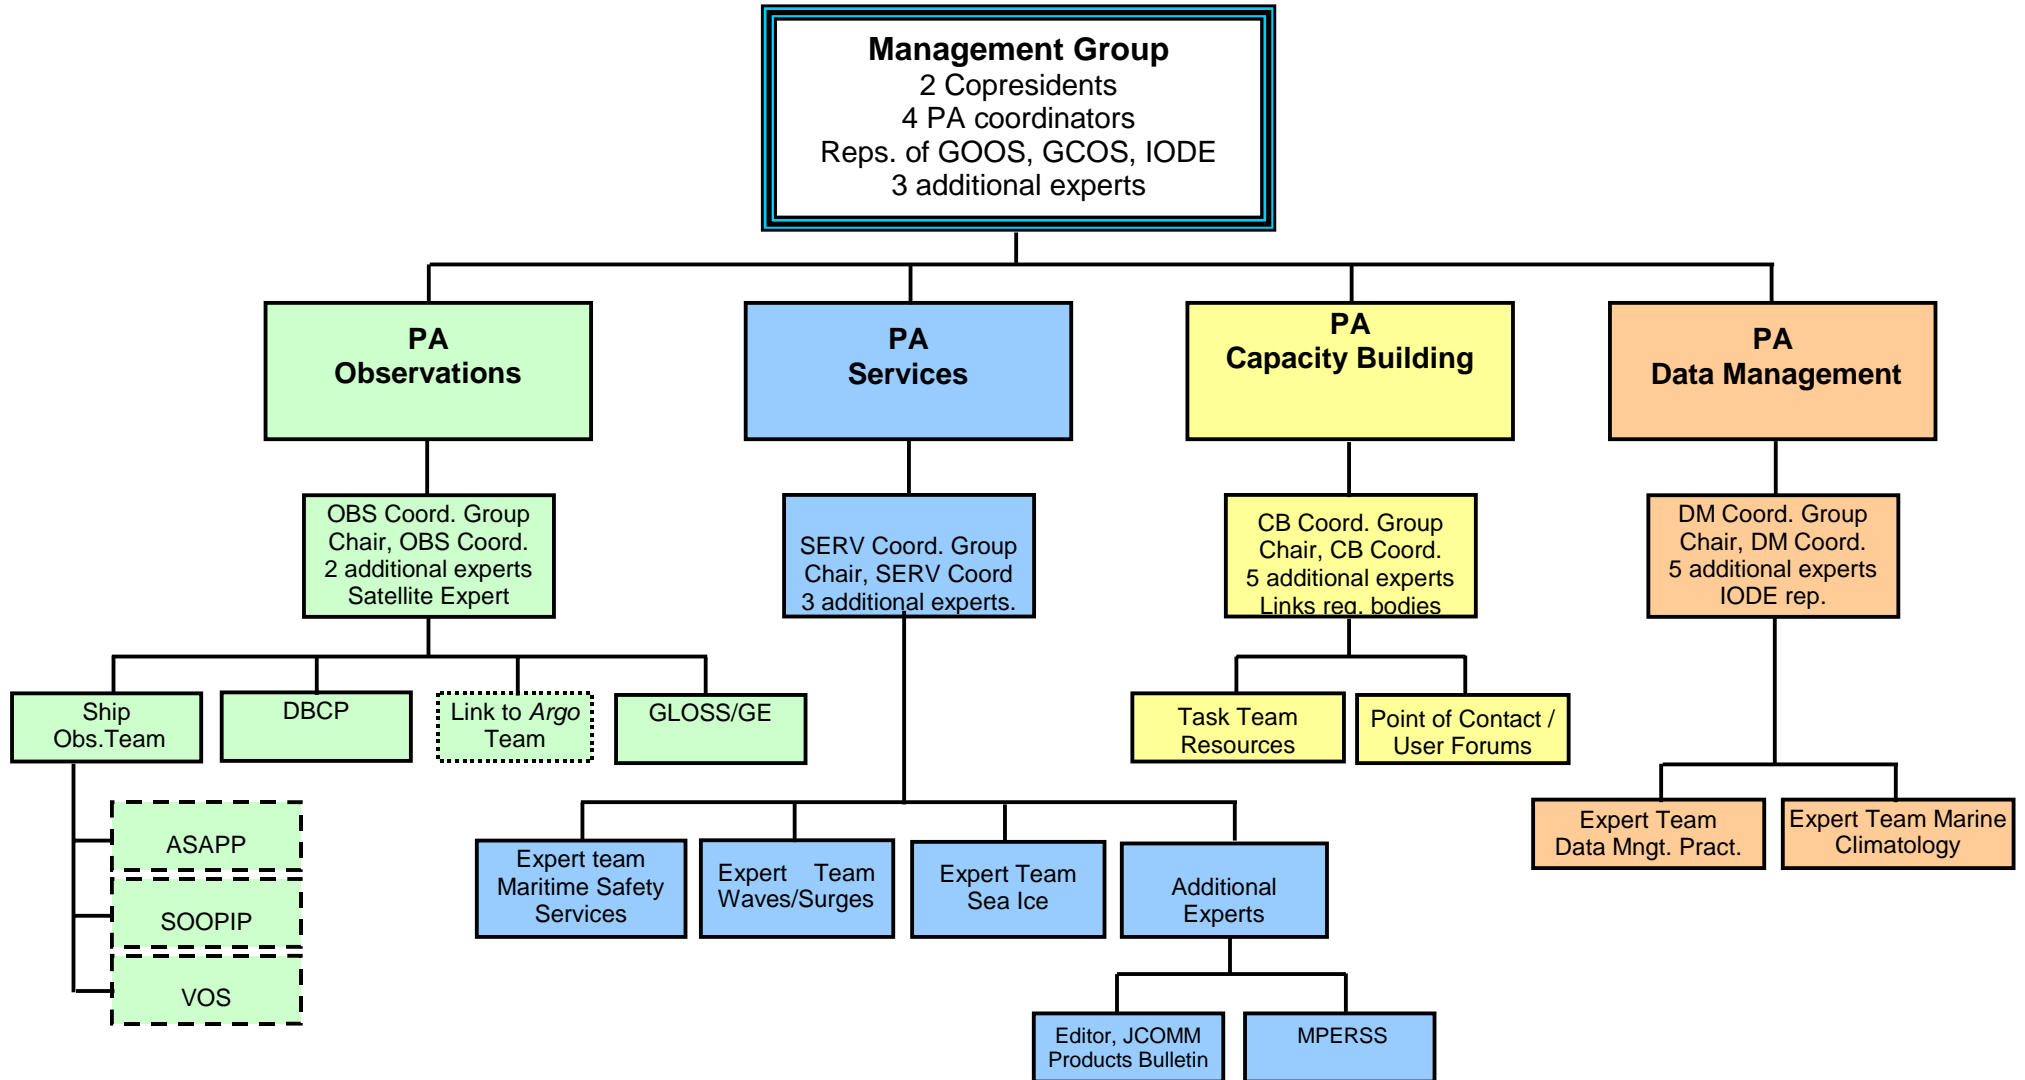 Management Group
2 Copresidents
4 PA coordinators
Reps. of GOOS, GCOS, IODE
3 additional experts
PA
Observations
PA
Services
PA
Capacity Building
PA
Data Management
OBS Coord. Group
Chair, OBS Coord.
2 additional experts
Satellite Expert
SERV Coord. Group
Chair, SERV Coord
3 additional experts.
CB Coord. Group
Chair, CB Coord.
5 additional experts
Links reg. bodies
DM Coord. Group
Chair, DM Coord.
5 additional experts
IODE rep.
Ship
Obs.Team
DBCP
Link to Argo
Team
GLOSS/GE
Task Team
Resources
Point of Contact /
User Forums
ASAPP
SOOPIP
VOS
Expert team
Maritime Safety
Services
Expert Team
Waves/Surges
Expert Team
Sea Ice
Additional
Experts
Expert Team
Data Mngt. Pract.
Expert Team Marine
Climatology
Editor, JCOMM
Products Bulletin
MPERSS